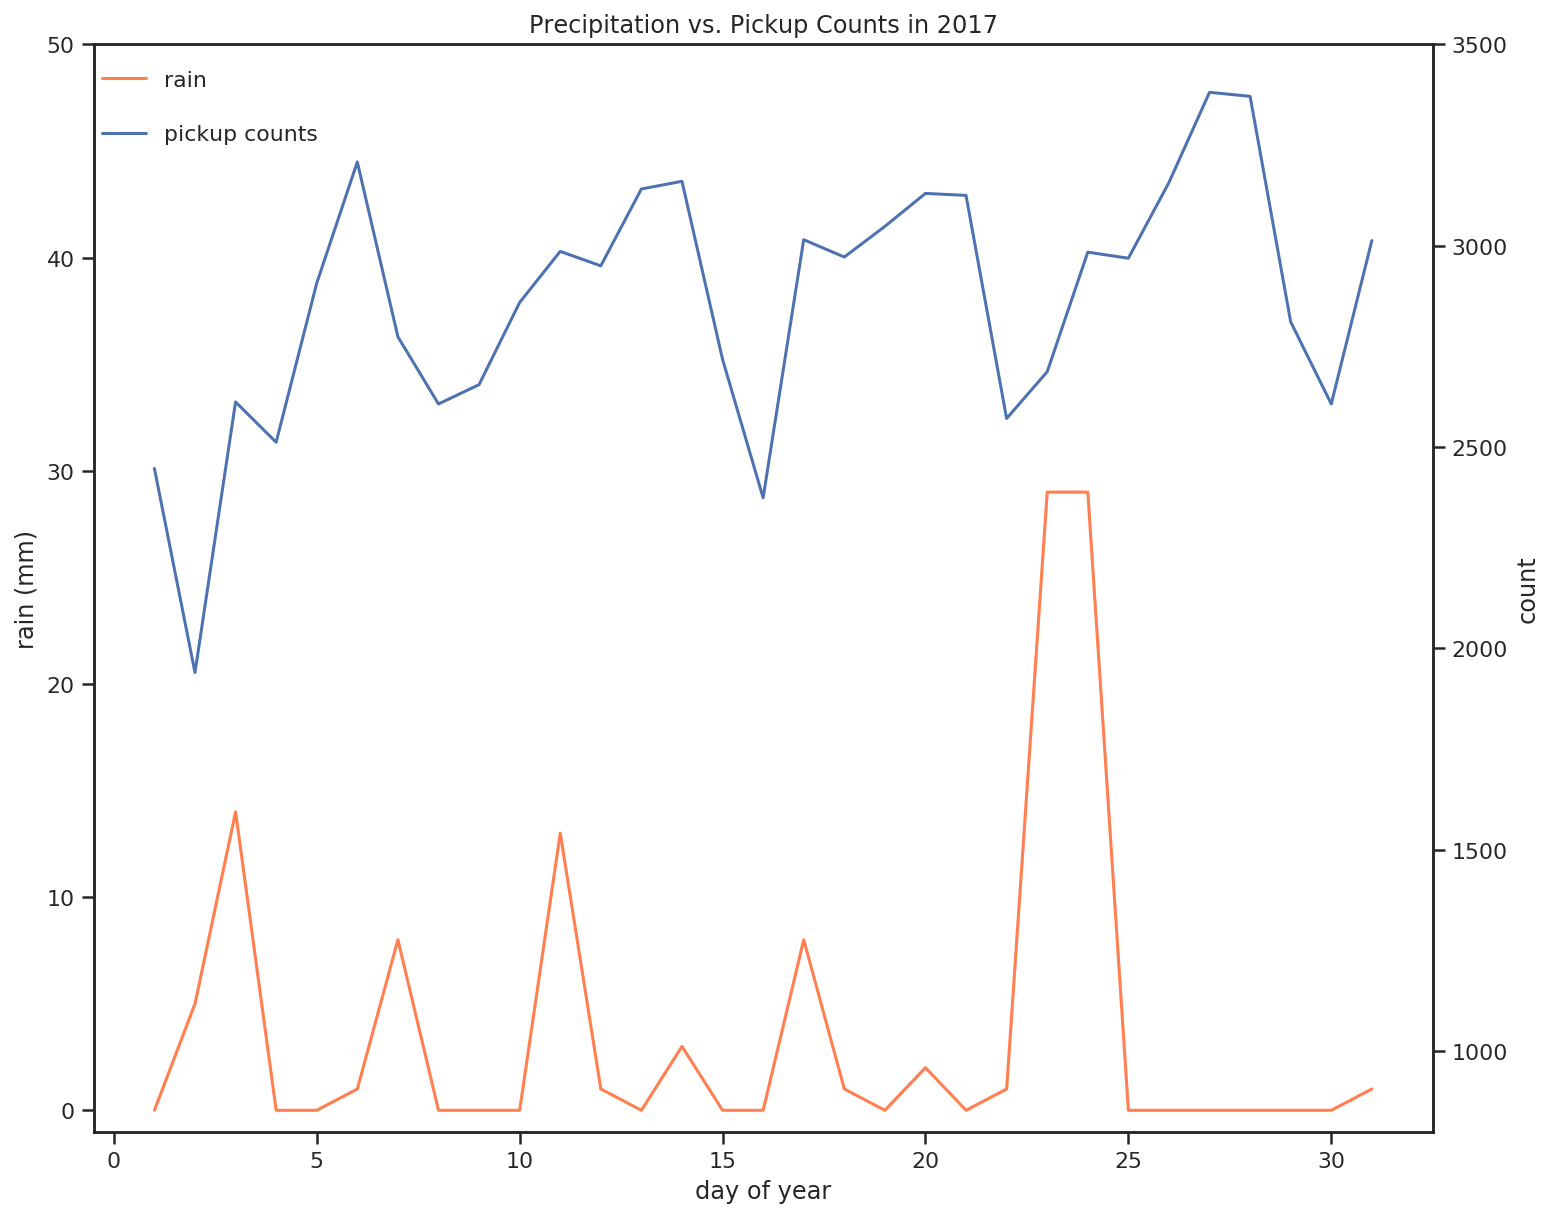 Precipitation vs. Pickup Counts in 2017
rain
pickup counts
50
40
30
20
10
0
rain (mm)
3500
3000
2500
2000
1500
1000
count
0 5 10 15 20 25 30
day of year